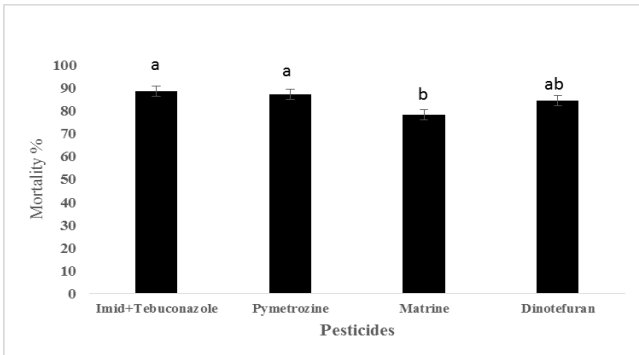 a a b ab
100
90
80
70
60
50
40
30
20
10
0
Mortality %
Imid+Tebuconazole Pymetrozine Matrine Dinotefuran
Pesticides